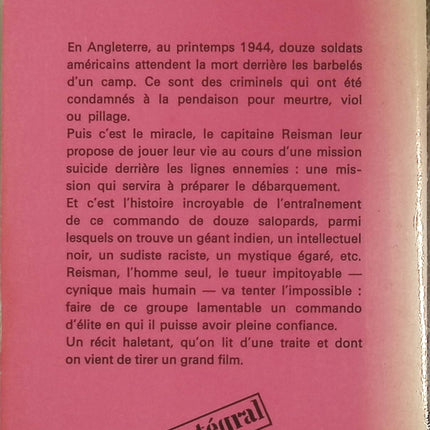 En Angleterre, au printemps 1944, douze soldats
américains attendent la mort derrière les barbelés
d'un camp. Ce sont des criminels qui ont été
condamnés à la pendaison pour meurtre, viol
ou pillage.
Puis c'est le miracle, le capitaine Reisman leur
propose de jouer leur vie au cours d'une mission
suicide derrière les lignes ennemies : une mis-
sion qui servira à préparer le débarquement.
Et c'est l'histoire incroyable de l'entraînement
de ce commando de douze salopards, parmi
lesquels on trouve un géant indien, un intellectuel
noir, un sudiste raciste, un mystique égaré, etc.
Reisman, l'homme seul, le tueur impitoyable —
cynique mais humain — va tenter l'impossible :
faire de ce groupe lamentable un commando
d'élite en qui il puisse avoir pleine confiance.
Un récit haletant, qu'on lit d'une traite et dont
on vient de tirer un grand film.